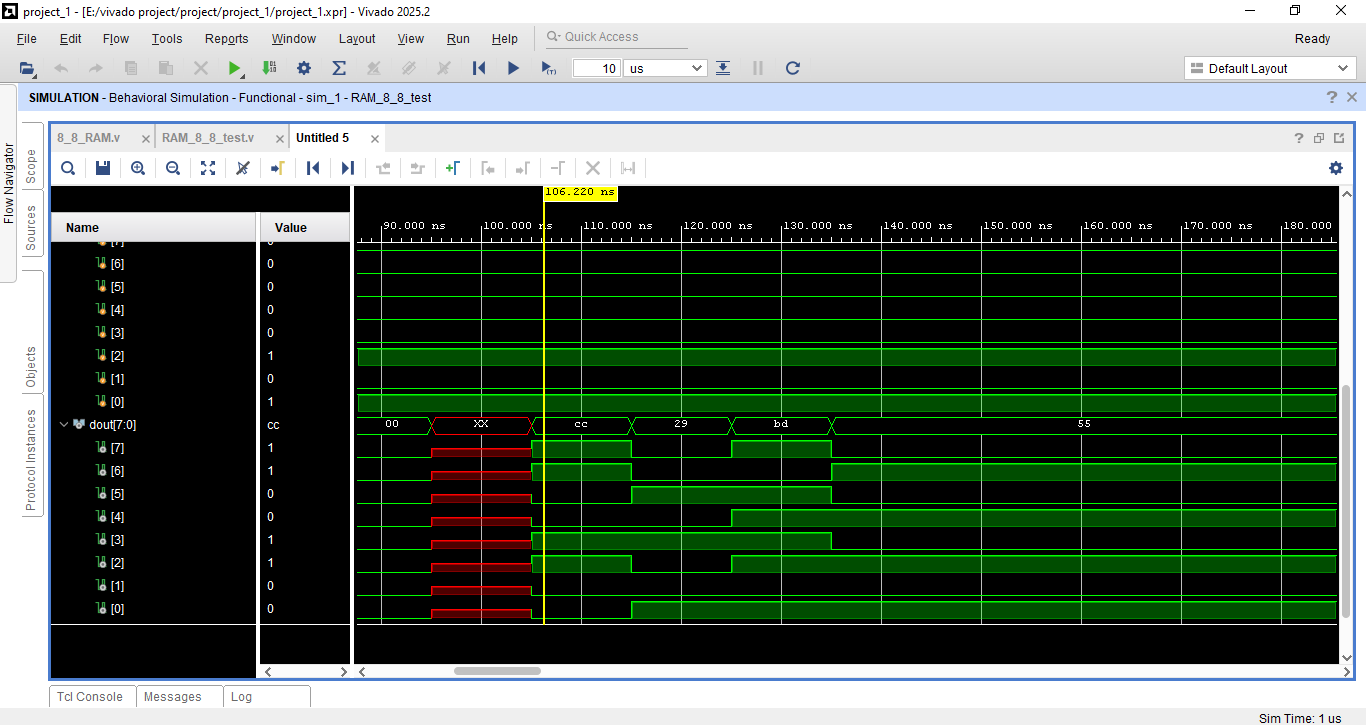 project_1 - [E:/vivado project/project/project_1/project_1.xpr] - Vivado 2025.2
File Edit Flow Tools Reports Window Layout View Run Help Quick Access Ready
10 us Default Layout
SIMULATION - Behavioral Simulation - Functional - sim_1 - RAM_8_8_test
Flow Navigator
Scope
Sources
Objects
Protocol Instances
8_8_RAM.v RAM_8_8_test.v Untitled 5
106.220 ns
Name Value
90.000 ns 100.000 ns 110.000 ns 120.000 ns 130.000 ns 140.000 ns 150.000 ns 160.000 ns 170.000 ns 180.000
[6] 0
[5] 0
[4] 0
[3] 0
[2] 1
[1] 0
[0] 1
dout[7:0] cc 00 XX cc 29 bd 55
[7] 1
[6] 1
[5] 0
[4] 0
[3] 1
[2] 1
[1] 0
[0] 0
Tcl Console Messages Log
Sim Time: 1 us